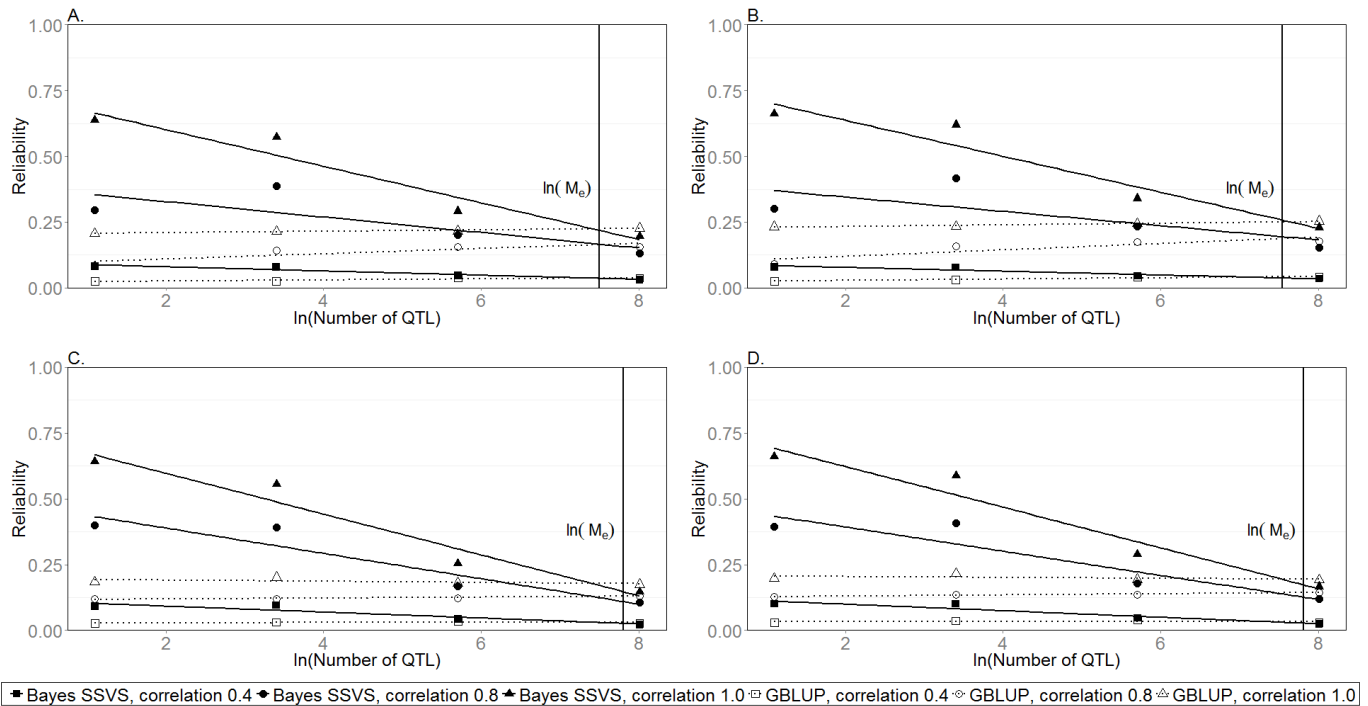 A.
1.00
0.75
0.50
0.25
0.00
Reliability
ln( Me)
2
4
6
8
ln(Number of QTL)
B.
1.00
0.75
0.50
0.25
0.00
Reliability
ln( Me)
2
4
6
8
ln(Number of QTL)
C.
1.00
0.75
0.50
0.25
0.00
Reliability
ln( Me)
2
4
6
8
ln(Number of QTL)
D.
1.00
0.75
0.50
0.25
0.00
Reliability
ln( Me)
2
4
6
8
ln(Number of QTL)
Bayes SSVS, correlation 0.4 Bayes SSVS, correlation 0.8 Bayes SSVS, correlation 1.0 GBLUP, correlation 0.4 GBLUP, correlation 0.8 GBLUP, correlation 1.0